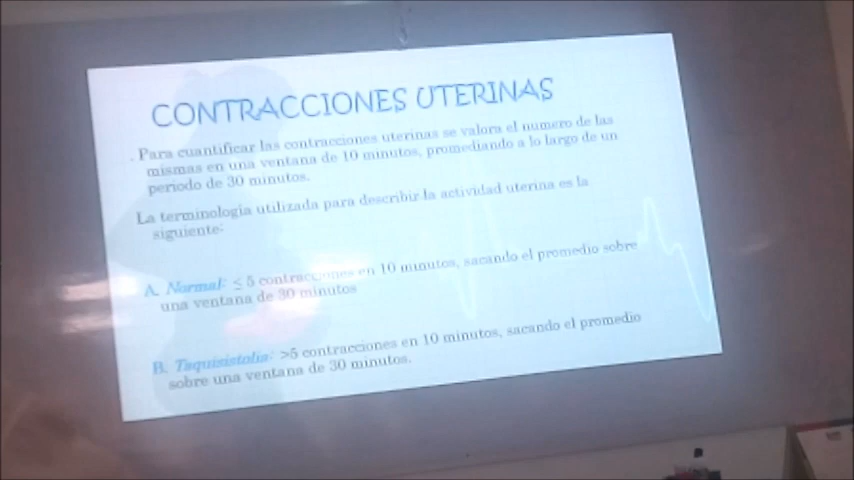 CONTRACCIONES UTERINAS
. Para cuantificar las contracciones uterinas se valora el numero de las
mismas en una ventana de 10 minutos, promediando a lo largo de un
periodo de 30 minutos.
La terminología utilizada para describir la actividad uterina es la
siguiente:
A. Normal: ≤ 5 contracciones en 10 minutos, sacando el promedio sobre
una ventana de 30 minutos
B. Taquisistolia: >5 contracciones en 10 minutos, sacando el promedio
sobre una ventana de 30 minutos.